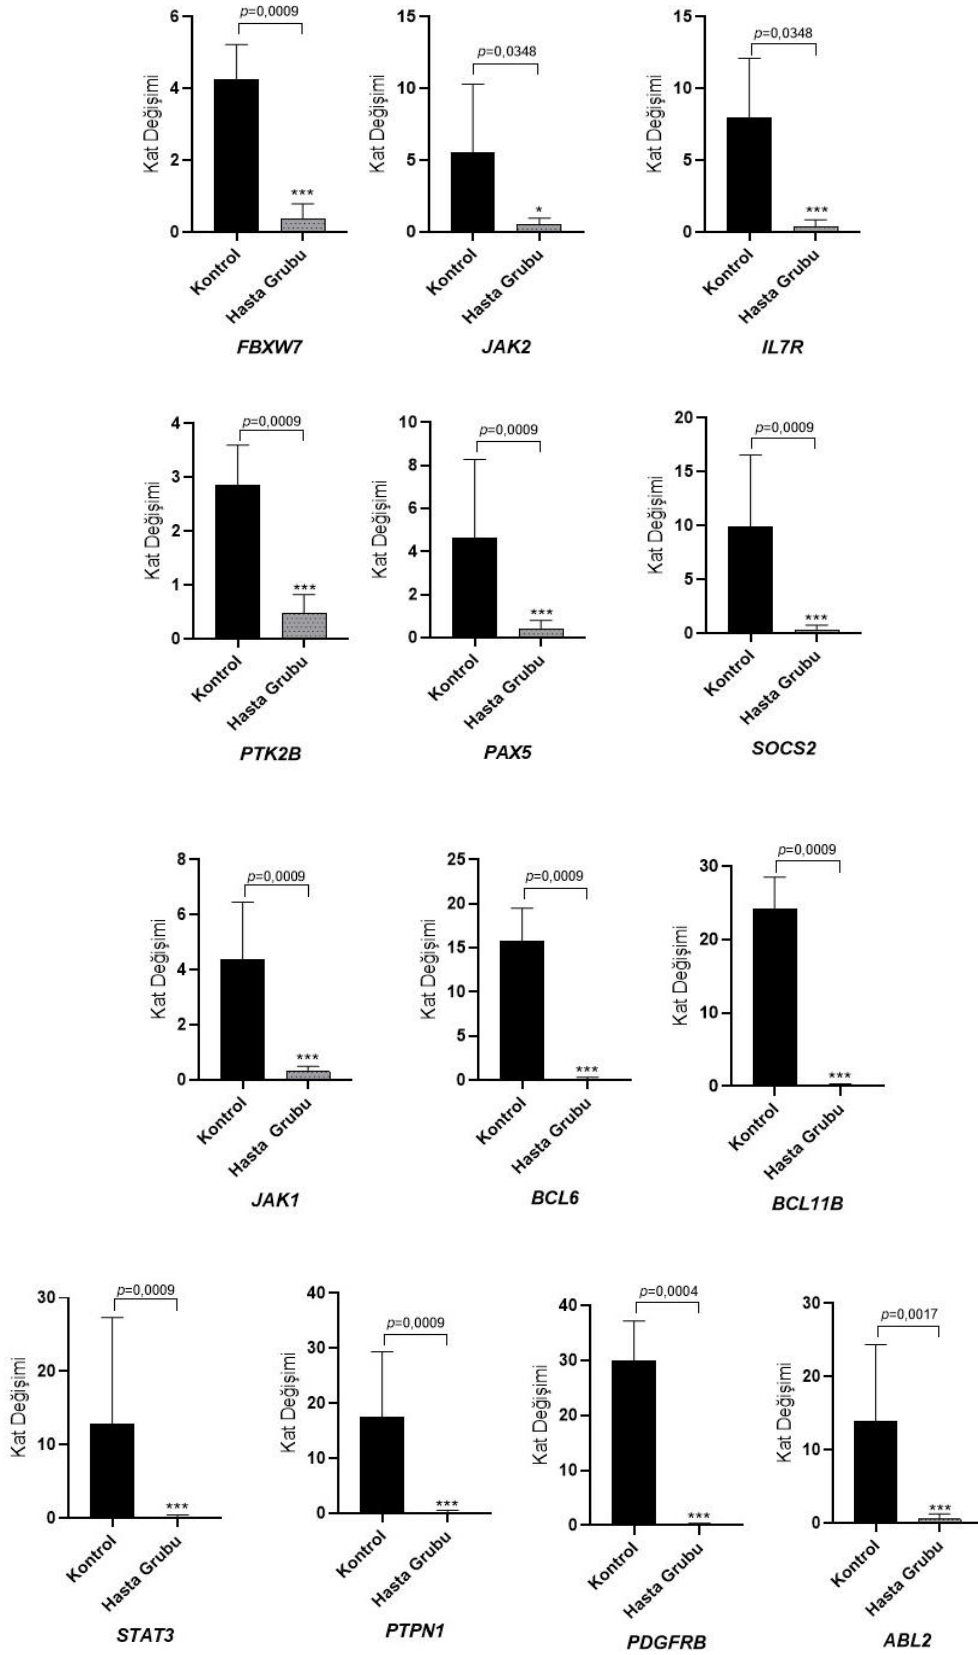 p=0,0009
6
4
2
0
Kat Değişimi
***
Kontrol
Hasta Grubu
FBXW7
p=0,0348
15
10
5
0
Kat Değişimi
*
Kontrol
Hasta Grubu
JAK2
p=0,0348
15
10
5
0
Kat Değişimi
***
Kontrol
Hasta Grubu
IL7R
p=0,0009
4
3
2
1
0
Kat Değişimi
***
Kontrol
Hasta Grubu
PTK2B
p=0,0009
10
8
6
4
2
0
Kat Değişimi
***
Kontrol
Hasta Grubu
PAX5
p=0,0009
20
15
10
5
0
Kat Değişimi
***
Kontrol
Hasta Grubu
SOCS2
p=0,0009
8
6
4
2
0
Kat Değişimi
***
Kontrol
Hasta Grubu
JAK1
p=0,0009
25
20
15
10
5
0
Kat Değişimi
***
Kontrol
Hasta Grubu
BCL6
p=0,0009
30
20
10
0
Kat Değişimi
***
Kontrol
Hasta Grubu
BCL11B
p=0,0009
30
20
10
0
Kat Değişimi
***
Kontrol
Hasta Grubu
STAT3
p=0,0009
40
30
20
10
0
Kat Değişimi
***
Kontrol
Hasta Grubu
PTPN1
p=0,0004
40
30
20
10
0
Kat Değişimi
***
Kontrol
Hasta Grubu
PDGFRB
p=0,0017
30
20
10
0
Kat Değişimi
***
Kontrol
Hasta Grubu
ABL2